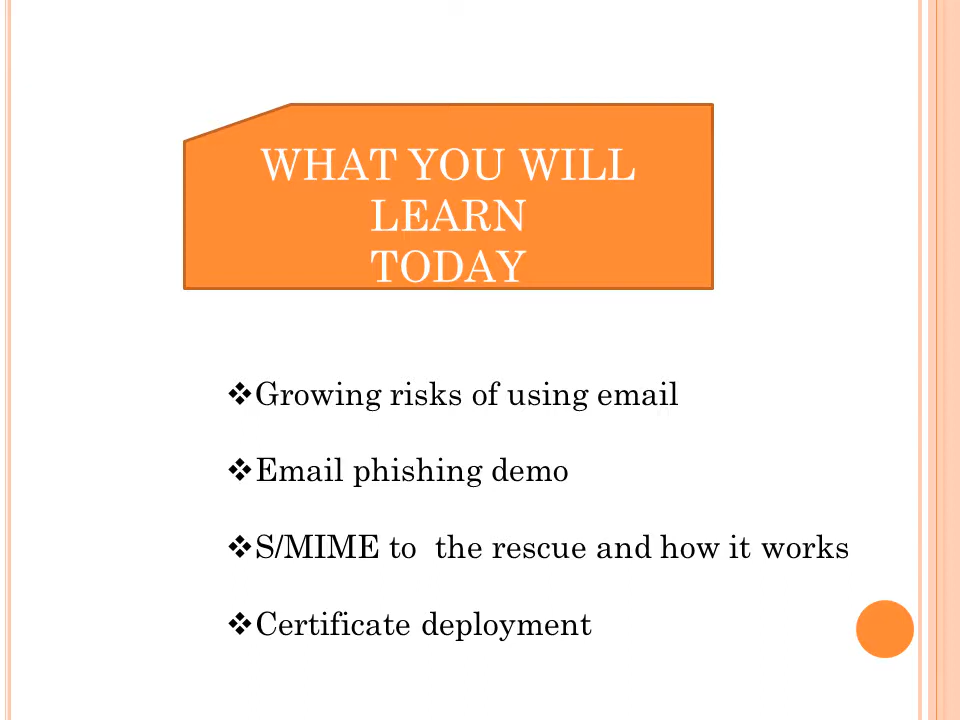 WHAT YOU WILL
LEARN
TODAY
❖Growing risks of using email
❖Email phishing demo
❖S/MIME to  the rescue and how it works
❖Certificate deployment